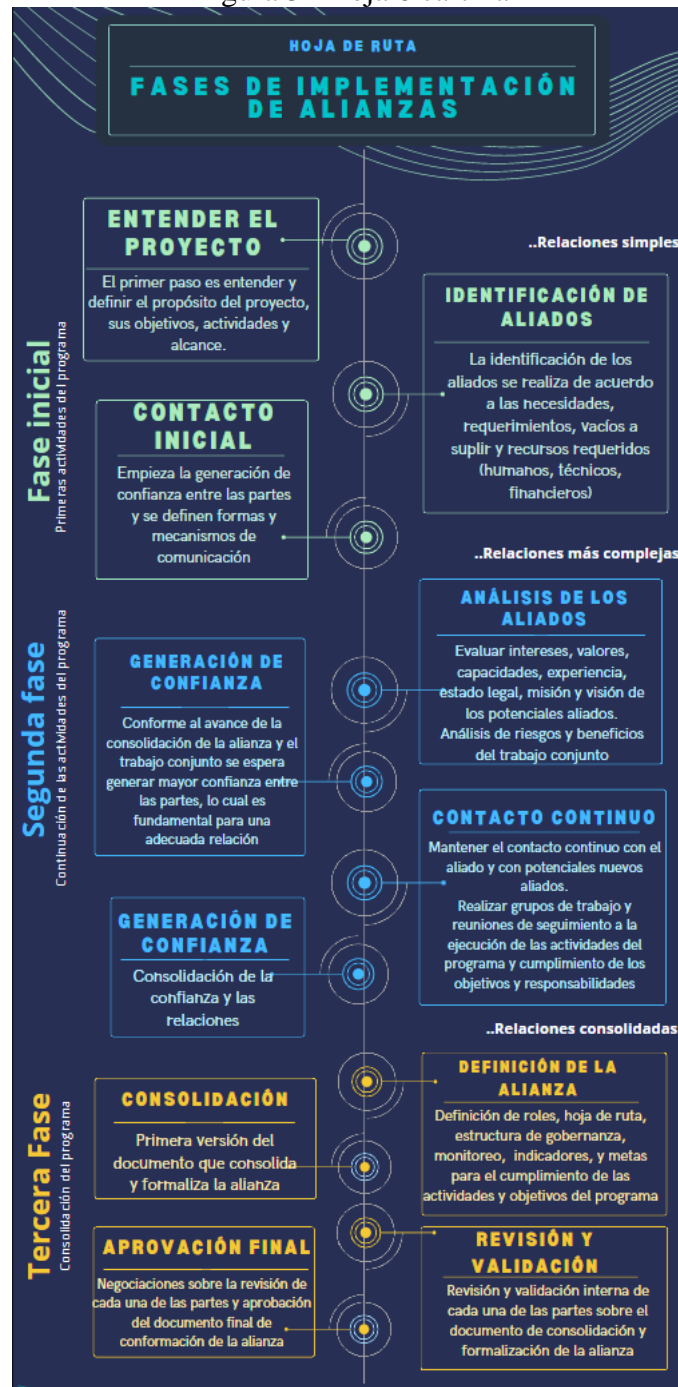 HOJA DE RUTA
FASES DE IMPLEMENTACIÓN
DE ALIANZAS
Fase inicial
Primeras actividades del programa
ENTENDER EL
PROYECTO
El primer paso es entender y
definir el propósito del proyecto,
sus objetivos, actividades y
alcance.
..Relaciones simples
IDENTIFICACIÓN DE
ALIADOS
La identificación de los
aliados se realiza de acuerdo
a las necesidades,
requerimientos, vacíos a
suplir y recursos requeridos
(humanos, técnicos,
financieros)
CONTACTO
INICIAL
Empieza la generación de
confianza entre las partes
y se definen formas y
mecanismos de
comunicación
..Relaciones más complejas
Segunda fase
Continuación de las actividades del programa
ANÁLISIS DE LOS
ALIADOS
Evaluar intereses, valores,
capacidades, experiencia,
estado legal, misión y visión de
los potenciales aliados.
Análisis de riesgos y beneficios
del trabajo conjunto
GENERACIÓN DE
CONFIANZA
Conforme al avance de la
consolidación de la alianza y el
trabajo conjunto se espera
generar mayor confianza entre
las partes, lo cual es
fundamental para una
adecuada relación
CONTACTO CONTINUO
Mantener el contacto continuo con el
aliado y con potenciales nuevos
aliados.
Realizar grupos de trabajo y
reuniones de seguimiento a la
ejecución de las actividades del
programa y cumplimiento de los
objetivos y responsabilidades
GENERACIÓN DE
CONFIANZA
Consolidación de la
confianza y las
relaciones
..Relaciones consolidadas
Tercera Fase
Consolidación del programa
DEFINICIÓN DE LA
ALIANZA
Definición de roles, hoja de ruta,
estructura de gobernanza,
monitoreo, indicadores, y metas
para el cumplimiento de las
actividades y objetivos del programa
CONSOLIDACIÓN
Primera versión del
documento que consolida
y formaliza la alianza
REVISIÓN Y
VALIDACIÓN
Revisión y validación interna de
cada una de las partes sobre el
documento de consolidación y
formalización de la alianza
APROVACIÓN FINAL
Negociaciones sobre la revisión de
cada una de las partes y aprobación
del documento final de
conformación de la alianza